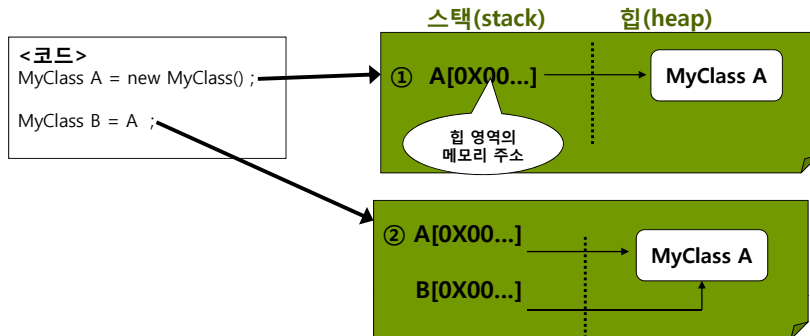 스택(stack) 힙(heap)
<코드>
MyClass A = new MyClass() ;
MyClass B = A ;
① A[0X00...] MyClass A
힙 영역의
메모리 주소
② A[0X00...]
MyClass A
B[0X00...]